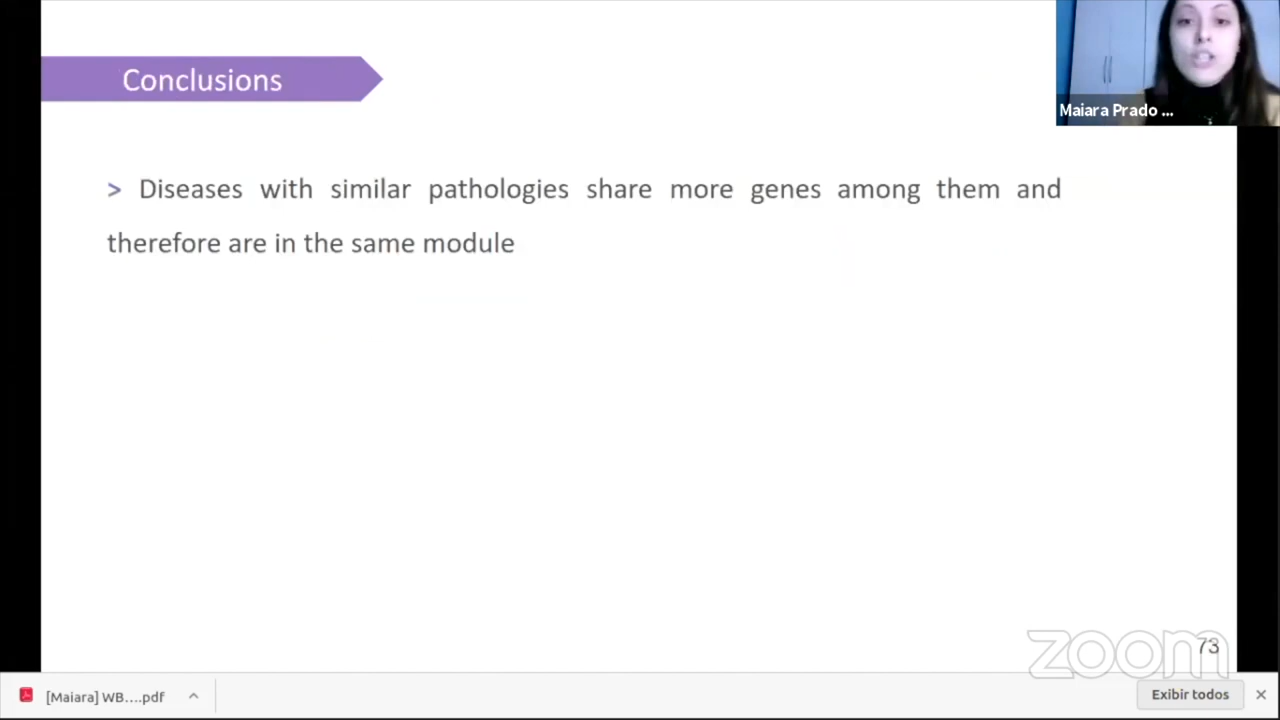 Conclusions
Maiara Prado ...
> Diseases with similar pathologies share more genes among them and
therefore are in the same module
zoom
73
[Maiara] WB....pdf
Exibir todos